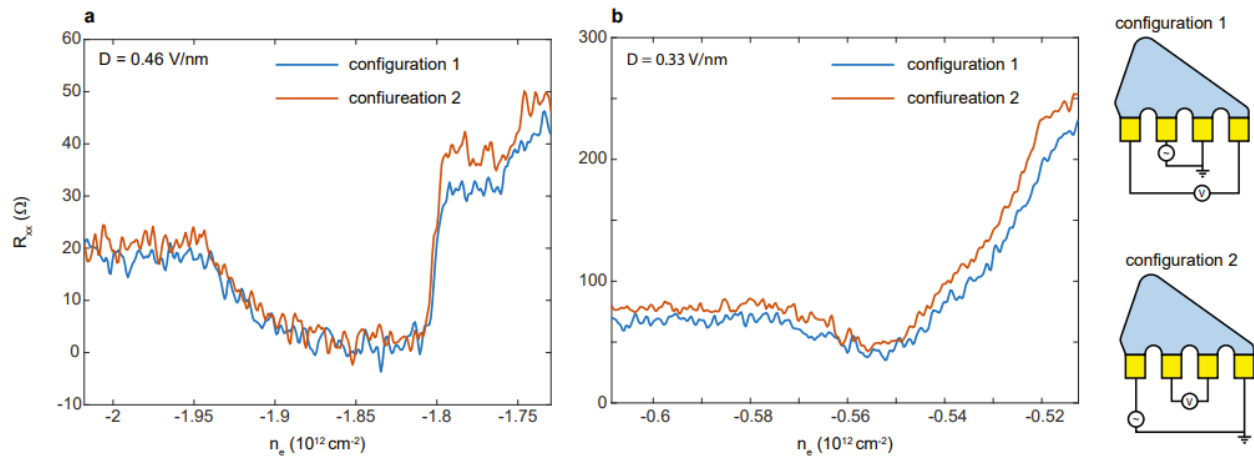 a
D = 0.46 V/nm
configuration 1
confiureation 2
60
50
40
30
20
10
0
-10
R_xx (Ω)
-2
-1.95
-1.9
-1.85
-1.8
-1.75
n_e (10^12 cm^-2)
b
D = 0.33 V/nm
configuration 1
confiureation 2
300
200
100
0
-0.6
-0.58
-0.56
-0.54
-0.52
n_e (10^12 cm^-2)
configuration 1
~
V
configuration 2
V
~